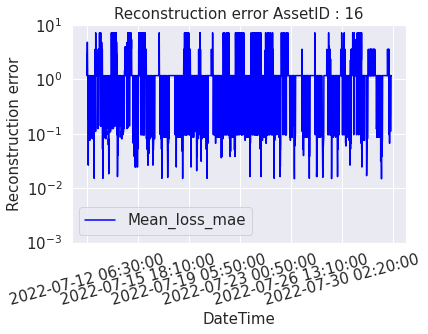 Reconstruction error AssetID : 16
Reconstruction error
10¹
10⁰
10⁻¹
10⁻²
10⁻³
Mean_loss_mae
2022-07-12 06:30:00
2022-07-15 18:10:00
2022-07-19 05:50:00
2022-07-23 00:50:00
2022-07-26 13:10:00
2022-07-30 02:20:00
DateTime